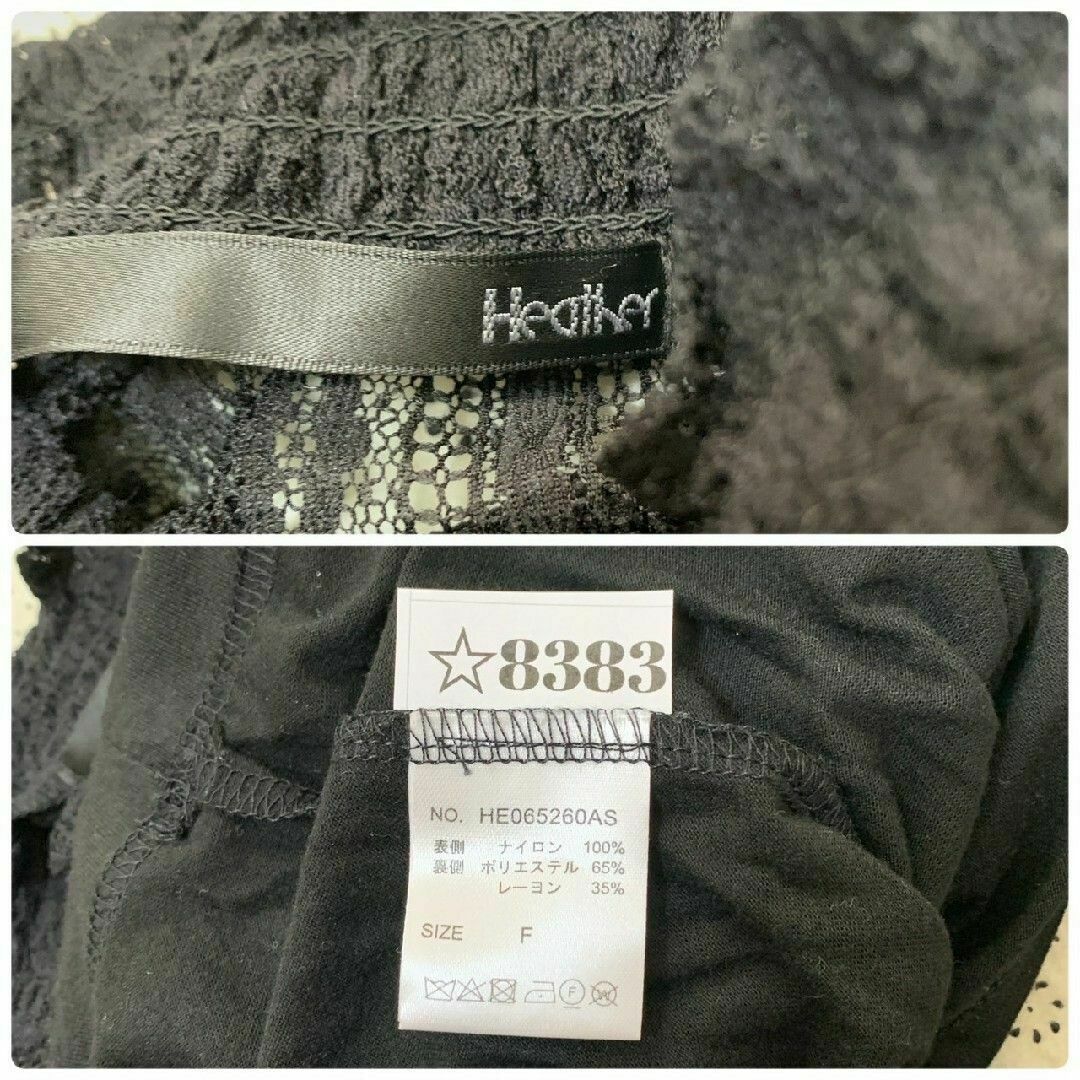 Heather
☆8383
NO. HE065260AS
表側 ナイロン 100%
裏側 ポリエステル 65%
レーヨン 35%
SIZE F
F W